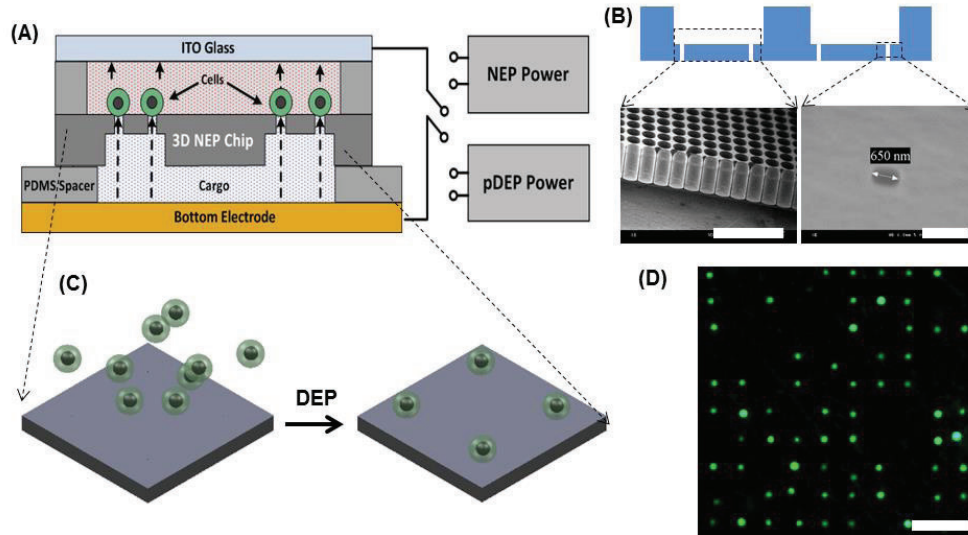 (A)
ITO Glass
Cells
3D NEP Chip
PDMS Spacer
Cargo
Bottom Electrode
NEP Power
pDEP Power
(B)
650 nm
(C)
DEP
(D)